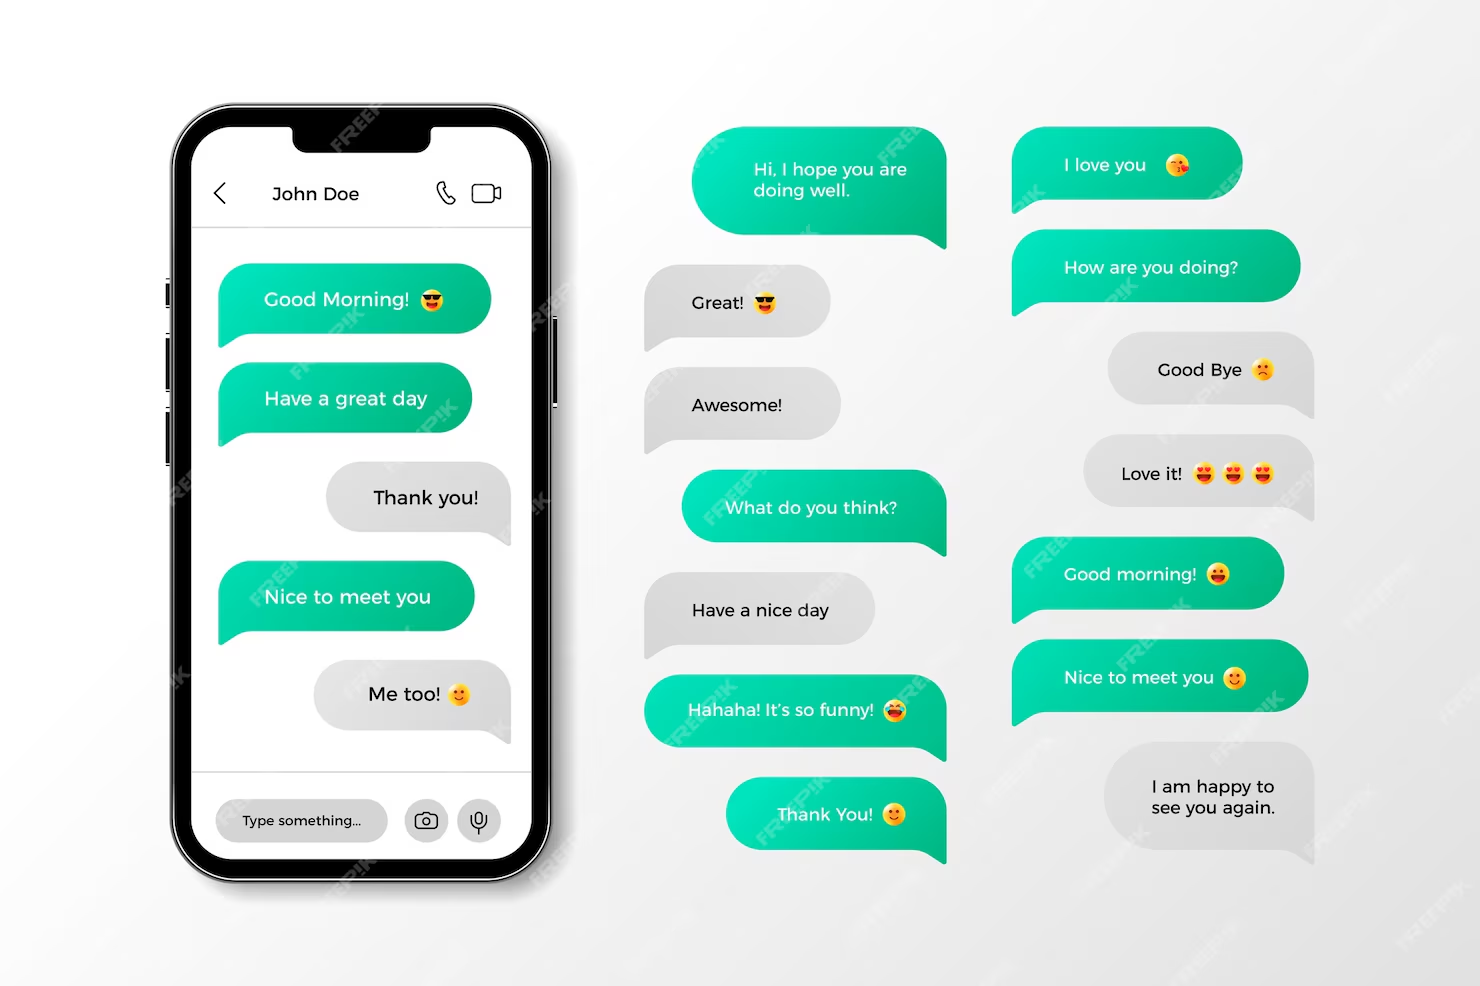 John Doe
Good Morning! 😎
Have a great day
Thank you!
Nice to meet you
Me too! 🙂
Type something...
Hi, I hope you are
doing well.
Great! 😎
Awesome!
What do you think?
Have a nice day
Hahaha! It's so funny! 😂
Thank You! 🙂
I love you 😘
How are you doing?
Good Bye 🙁
Love it! 😍😍😍
Good morning! 😀
Nice to meet you 🙂
I am happy to
see you again.
FREEPIK